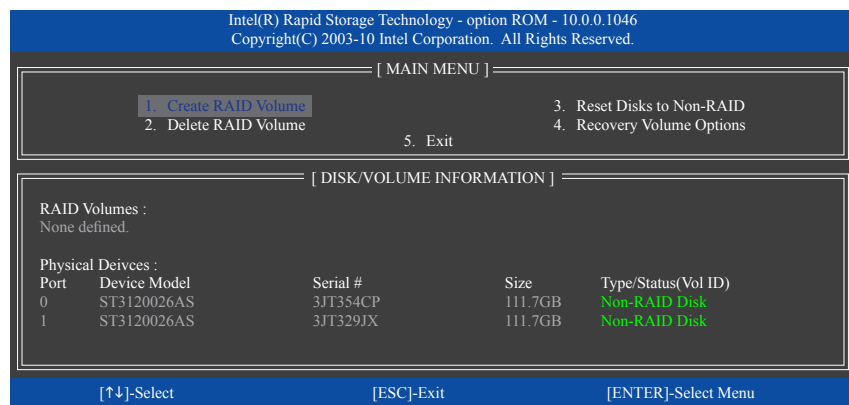 Intel(R) Rapid Storage Technology - option ROM - 10.0.0.1046
Copyright(C) 2003-10 Intel Corporation.  All Rights Reserved.
[ MAIN MENU ]
1. Create RAID Volume
2. Delete RAID Volume
3. Reset Disks to Non-RAID
4. Recovery Volume Options
5. Exit
[ DISK/VOLUME INFORMATION ]
RAID Volumes :
None defined.
Physical Deivces :
Port Device Model Serial # Size Type/Status(Vol ID)
0 ST3120026AS 3JT354CP 111.7GB Non-RAID Disk
1 ST3120026AS 3JT329JX 111.7GB Non-RAID Disk
[↑↓]-Select [ESC]-Exit [ENTER]-Select Menu